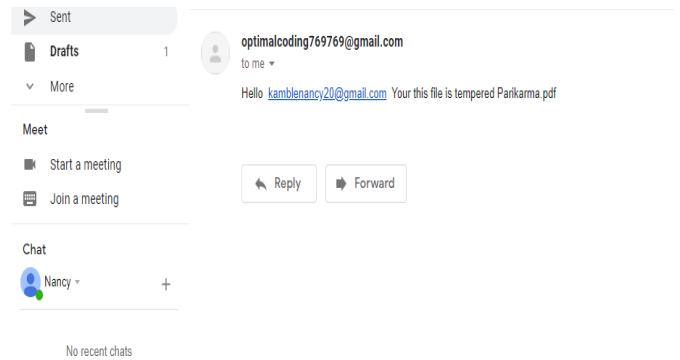 Sent
Drafts 1
More
Meet
Start a meeting
Join a meeting
Chat
Nancy +
No recent chats
optimalcoding769769@gmail.com
to me
Hello kamblenancy20@gmail.com Your this file is tempered Parikarma.pdf
Reply Forward